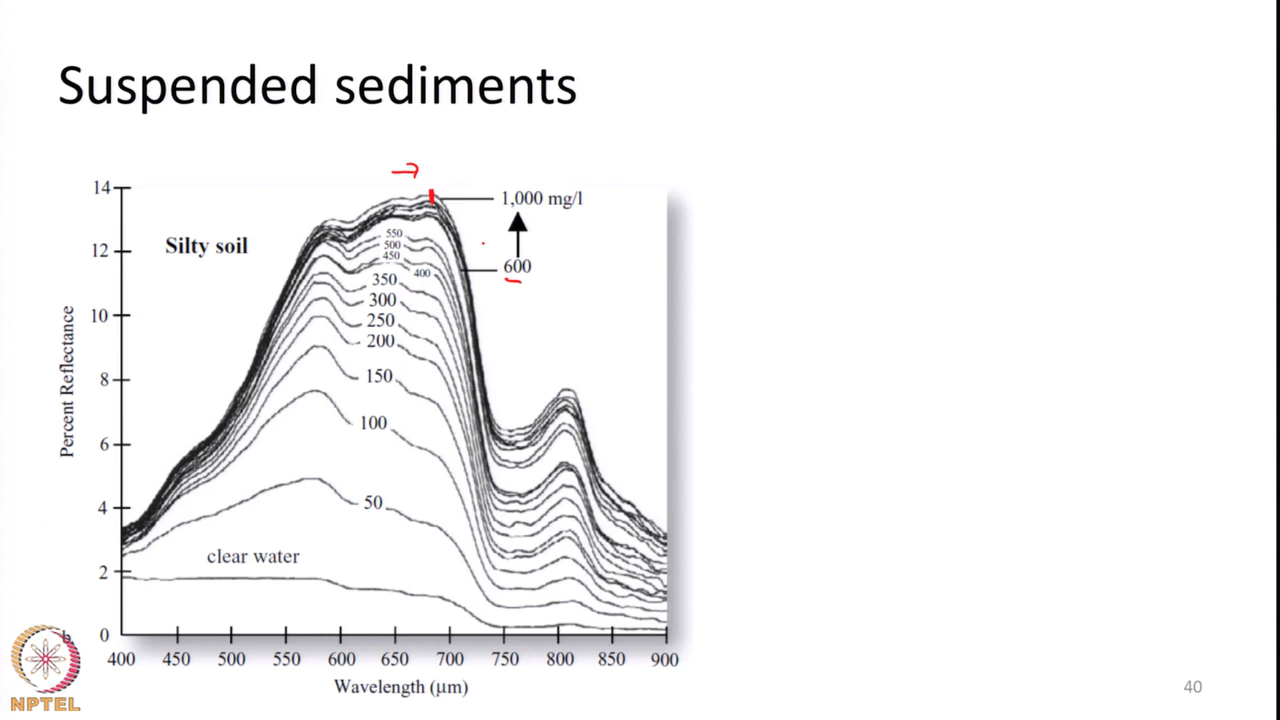 Suspended sediments
14
12
10
8
6
4
2
0
Percent Reflectance
Silty soil
1,000 mg/l
600
550
500
450
400
350
300
250
200
150
100
50
clear water
b.
400 450 500 550 600 650 700 750 800 850 900
Wavelength (μm)
NPTEL
40